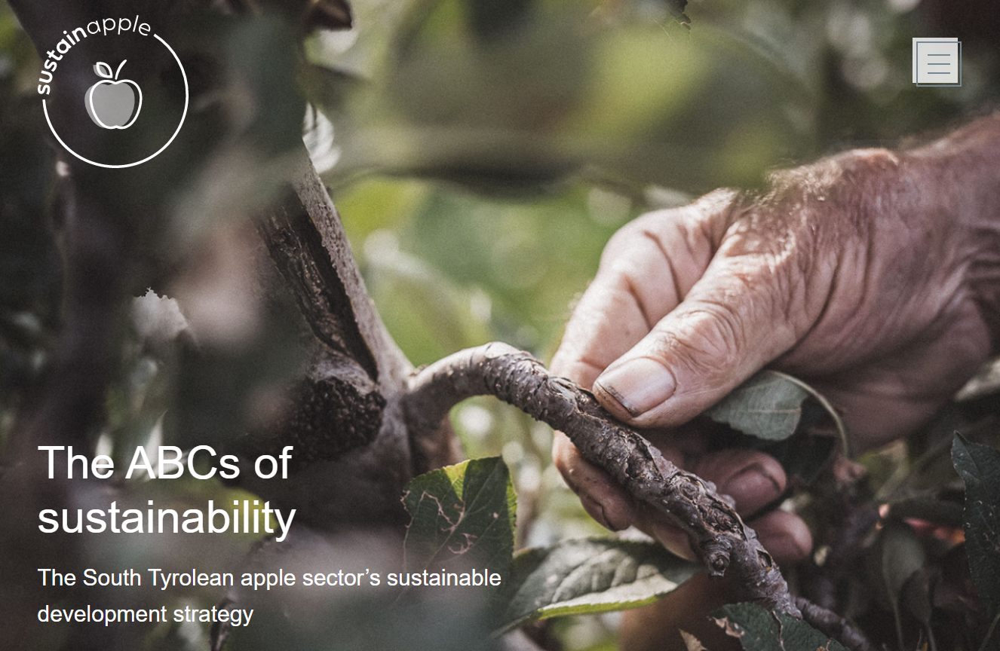 sustainapple
The ABCs of
sustainability
The South Tyrolean apple sector’s sustainable
development strategy